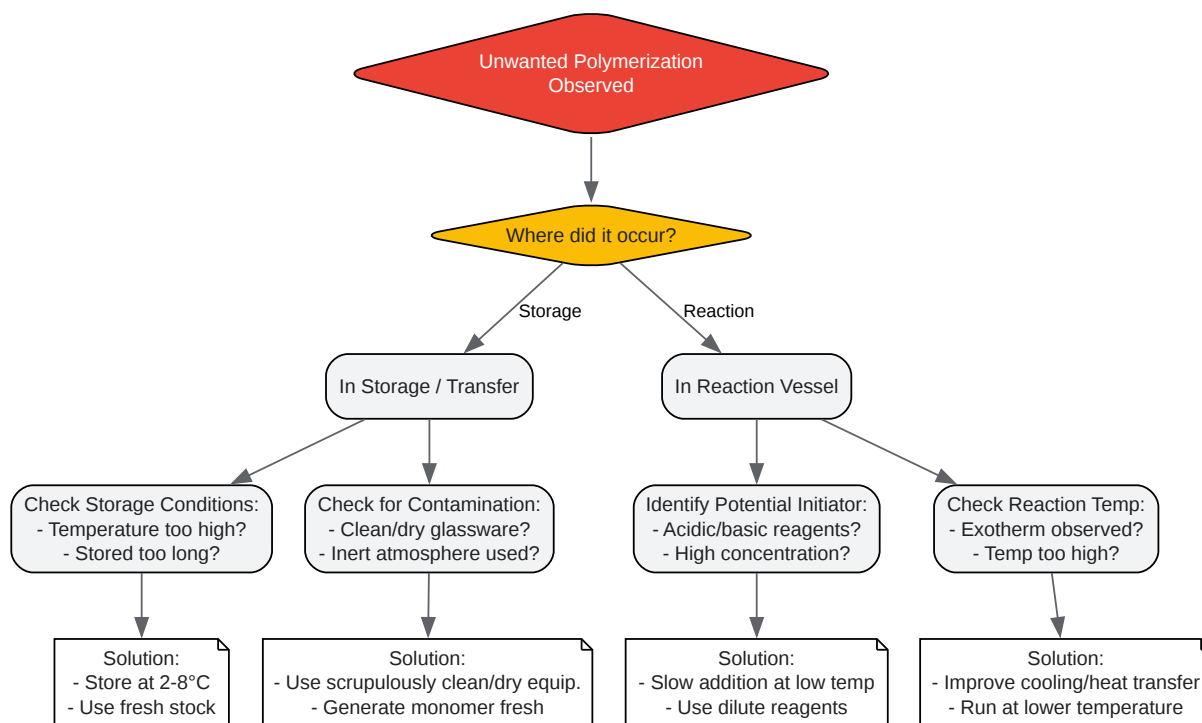 Unwanted Polymerization
Observed
Where did it occur?
Storage
Reaction
In Storage / Transfer
In Reaction Vessel
Check Storage Conditions:
- Temperature too high?
- Stored too long?
Check for Contamination:
- Clean/dry glassware?
- Inert atmosphere used?
Identify Potential Initiator:
- Acidic/basic reagents?
- High concentration?
Check Reaction Temp:
- Exotherm observed?
- Temp too high?
Solution:
- Store at 2-8°C
- Use fresh stock
Solution:
- Use scrupulously clean/dry equip.
- Generate monomer fresh
Solution:
- Slow addition at low temp
- Use dilute reagents
Solution:
- Improve cooling/heat transfer
- Run at lower temperature